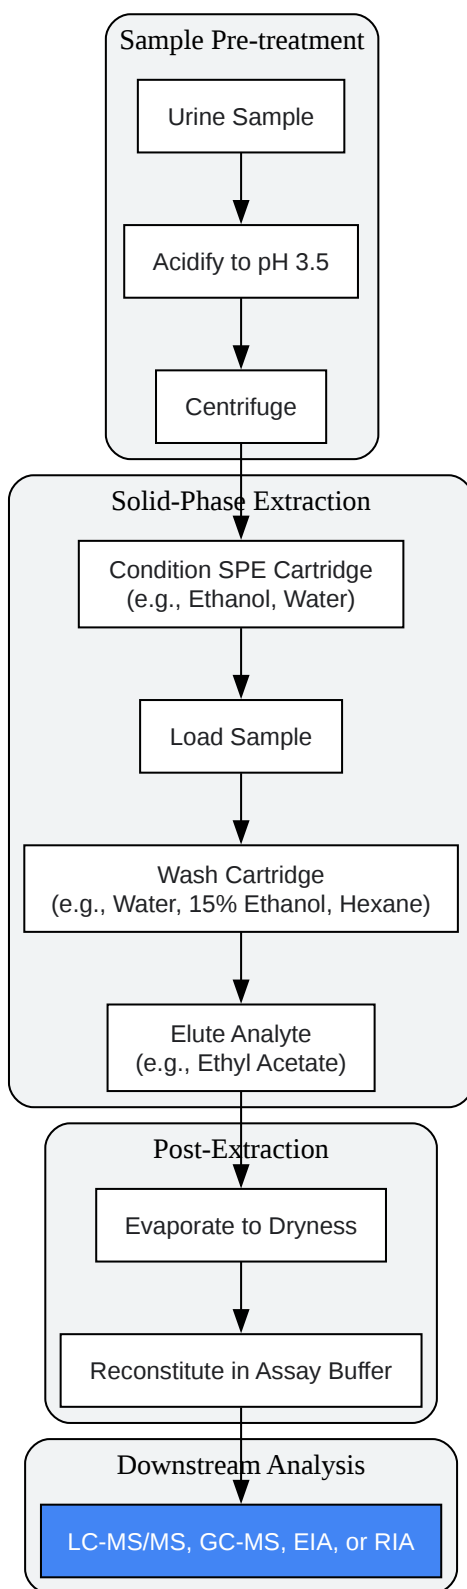 Sample Pre-treatment
Urine Sample
Acidify to pH 3.5
Centrifuge
Solid-Phase Extraction
Condition SPE Cartridge
(e.g., Ethanol, Water)
Load Sample
Wash Cartridge
(e.g., Water, 15% Ethanol, Hexane)
Elute Analyte
(e.g., Ethyl Acetate)
Post-Extraction
Evaporate to Dryness
Reconstitute in Assay Buffer
Downstream Analysis
LC-MS/MS, GC-MS, EIA, or RIA